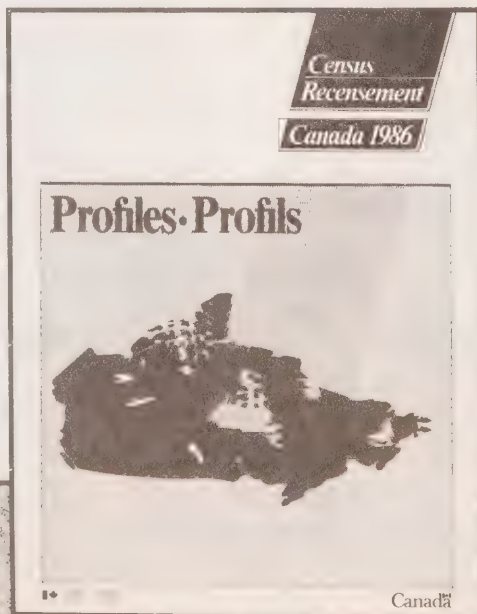 Census
Recensement
Canada 1986
Profiles • Profils
Canada